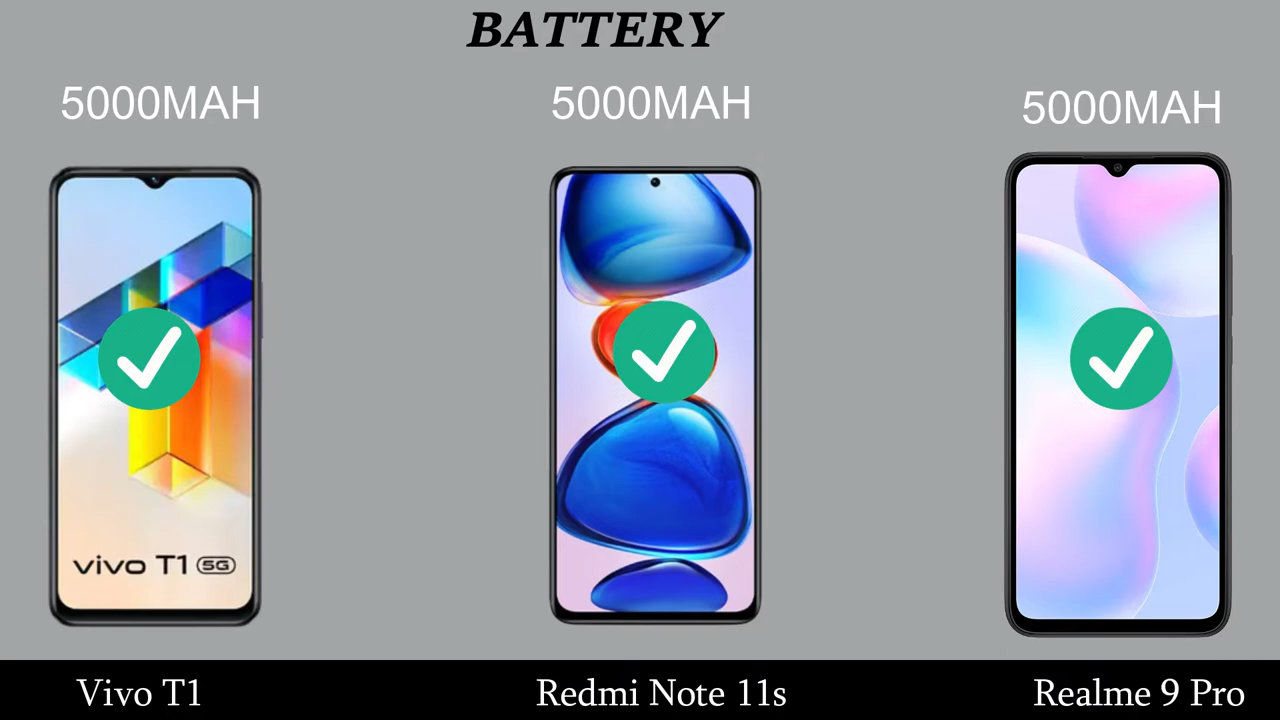 BATTERY
5000MAH
5000MAH
5000MAH
vivo T1 5G
Vivo T1
Redmi Note 11s
Realme 9 Pro